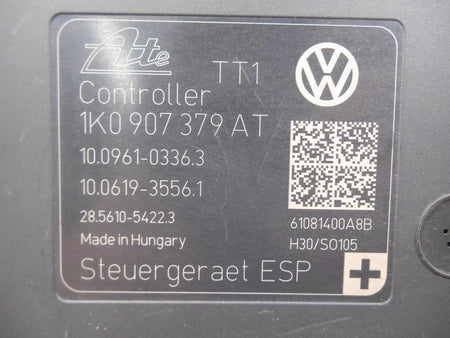 Ate TT1
Controller
1K0 907 379 AT
10.0961-0336.3
10.0619-3556.1
28.5610-5422.3
61081400A8B
Made in Hungary
H30/SO105
Steuergeraet ESP